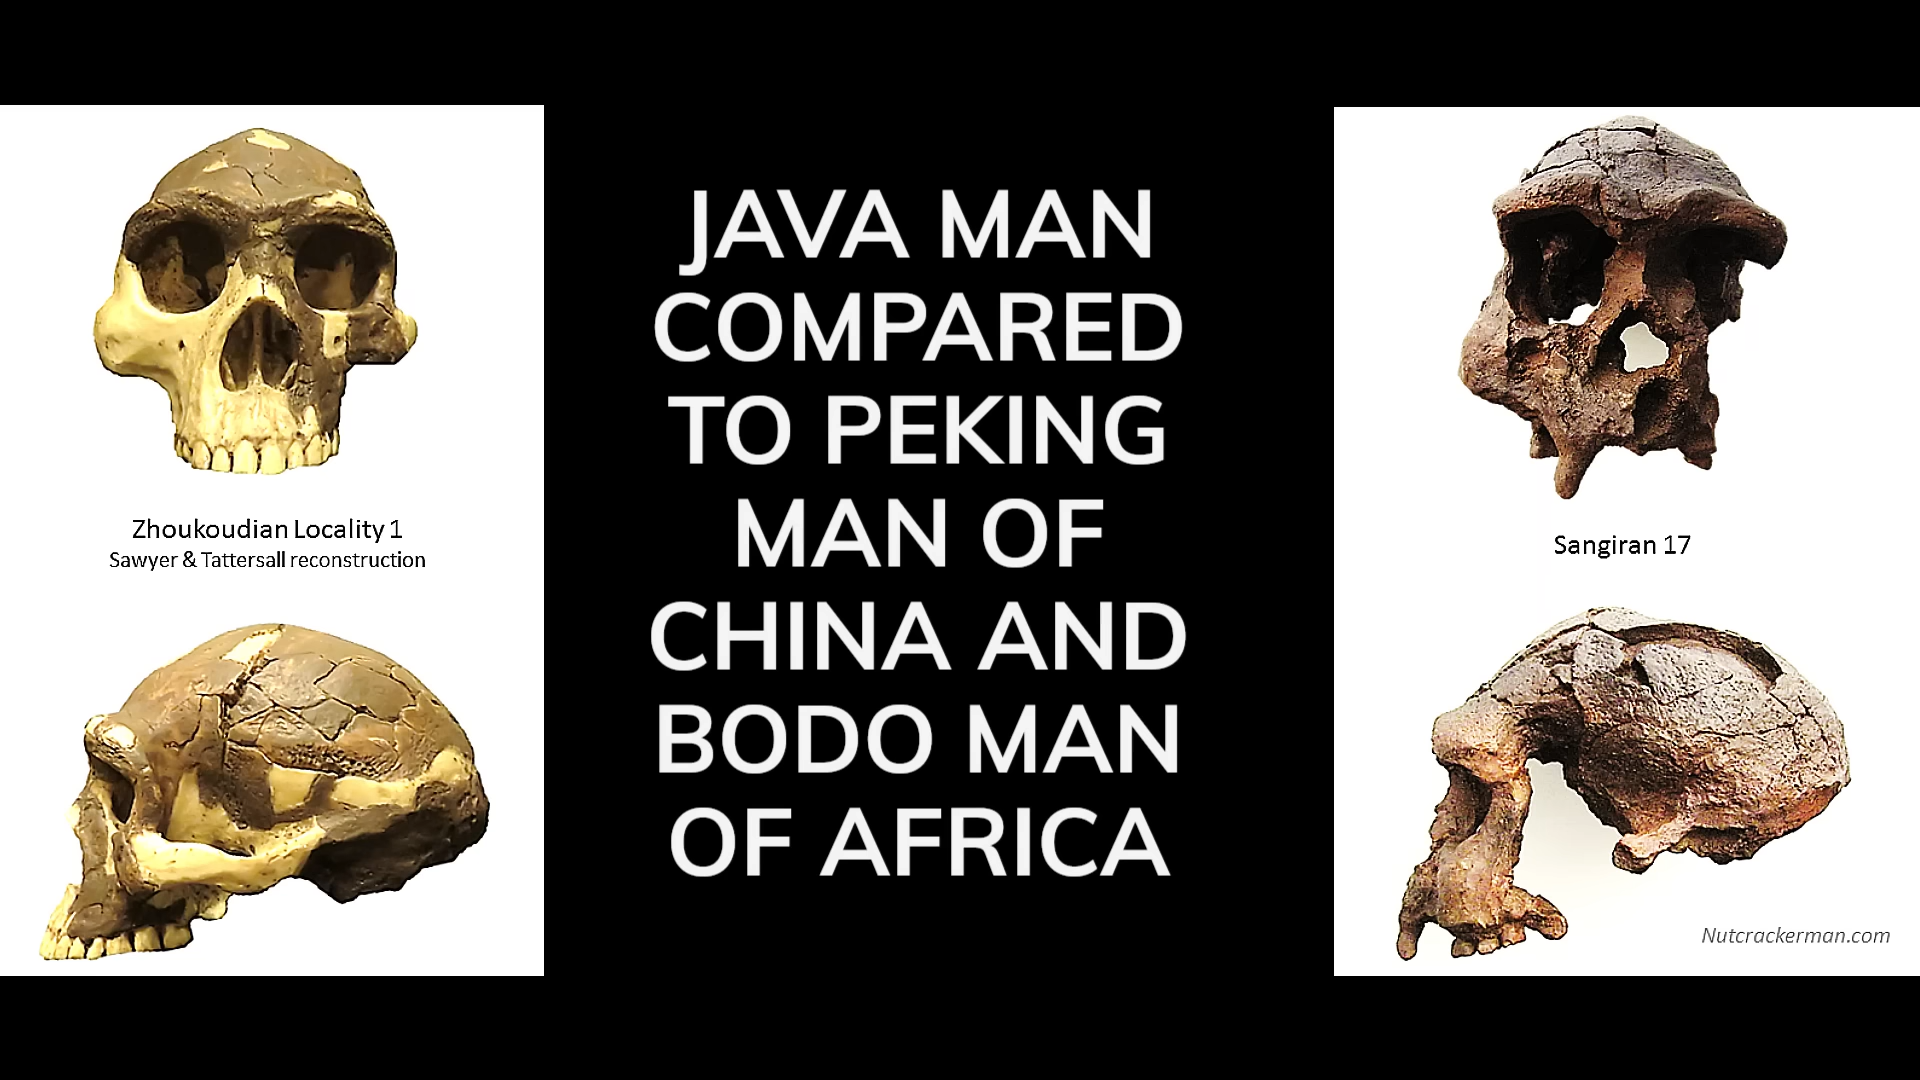 JAVA MAN
COMPARED
TO PEKING
MAN OF
CHINA AND
BODO MAN
OF AFRICA
Zhoukoudian Locality 1
Sawyer & Tattersall reconstruction
Sangiran 17
Nutcrackerman.com